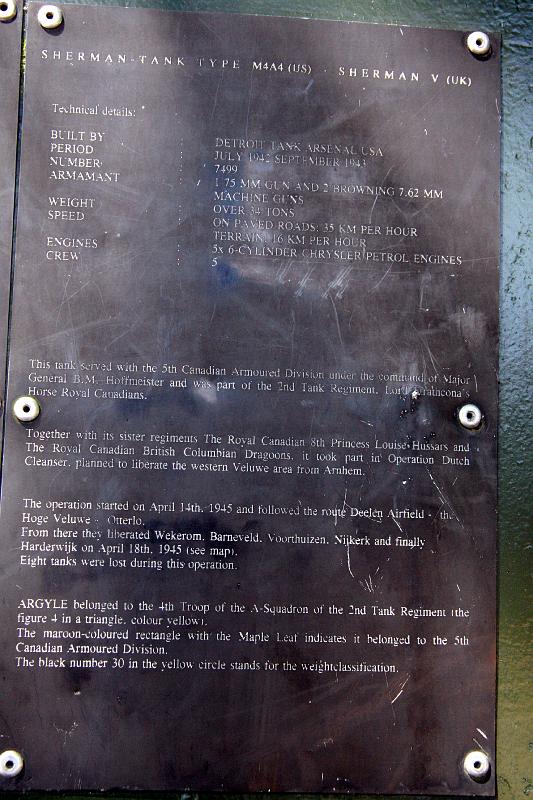 SHERMAN-TANK TYPE M4A4 (US) - SHERMAN V (UK)
Technical details:
BUILT BY : DETROIT TANK ARSENAL USA
PERIOD : JULY 1942 SEPTEMBER 1943
NUMBER : 7499
ARMAMANT : 1 75 MM GUN AND 2 BROWNING 7.62 MM
MACHINE GUNS
WEIGHT : OVER 34 TONS
SPEED : ON PAVED ROADS: 35 KM PER HOUR
TERRAIN: 16 KM PER HOUR
ENGINES : 5x 6-CYLINDER CHRYSLER PETROL ENGINES
CREW : 5
This tank served with the 5th Canadian Armoured Division under the command of Major
General B.M. Hoffmeister and was part of the 2nd Tank Regiment, Lord Strathcona's
Horse Royal Canadians.
Together with its sister regiments The Royal Canadian 8th Princess Louise Hussars and
The Royal Canadian British Columbian Dragoons, it took part in Operation Dutch
Cleanser, planned to liberate the western Veluwe area from Arnhem.
The operation started on April 14th, 1945 and followed the route Deelen Airfield - the
Hoge Veluwe - Otterlo.
From there they liberated Wekerom, Barneveld, Voorthuizen, Nijkerk and finally
Harderwijk on April 18th, 1945 (see map).
Eight tanks were lost during this operation.
ARGYLE belonged to the 4th Troop of the A-Squadron of the 2nd Tank Regiment (the
figure 4 in a triangle, colour yellow).
The maroon-coloured rectangle with the Maple Leaf indicates it belonged to the 5th
Canadian Armoured Division.
The black number 30 in the yellow circle stands for the weightclassification.